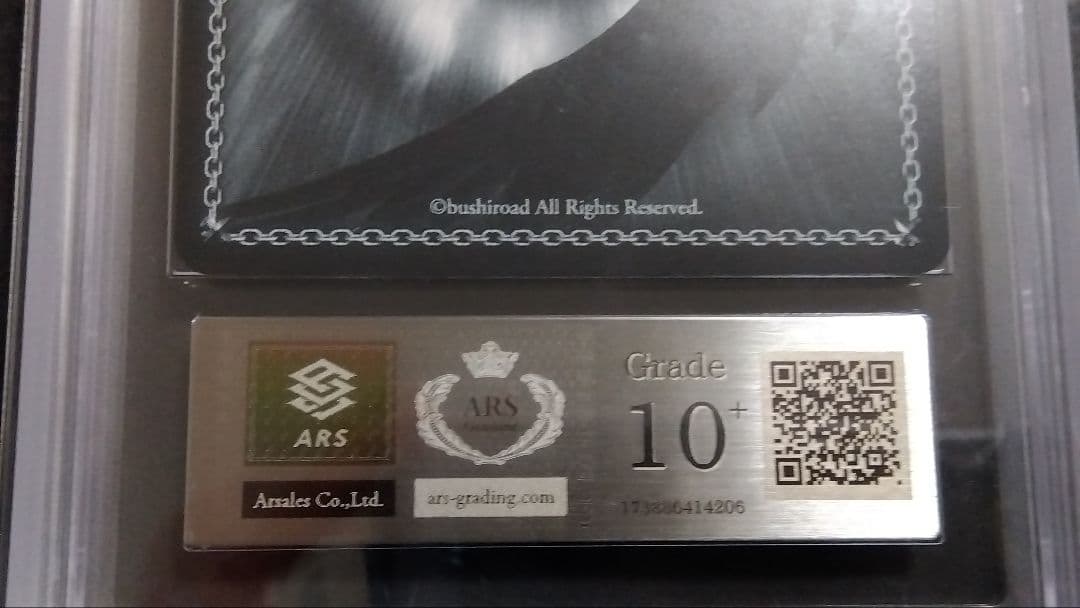 ©bushiroad All Rights Reserved.
ARS
Arsales Co.,Ltd.
ARS
ars-grading.com
Grade
10+
173886414206